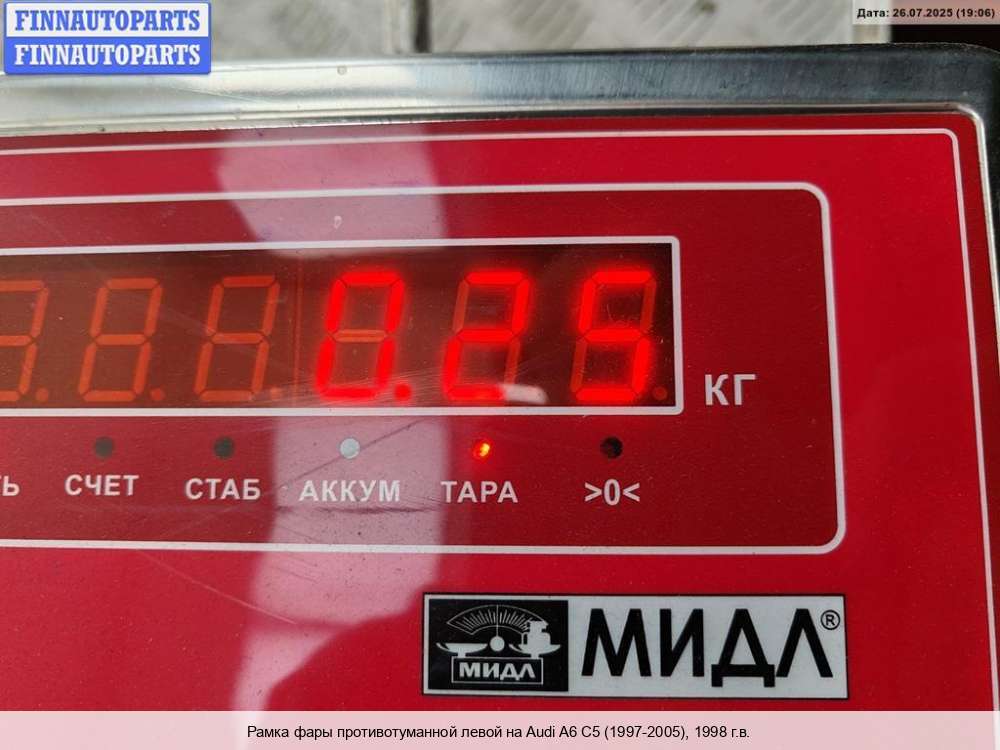 FINNAUTOPARTS
FINNAUTOPARTS
Дата: 26.07.2025 (19:06)
0.25
КГ
СЧЕТ СТАБ АККУМ ТАРА >0<
МИДЛ МИДЛ®
Рамка фары противотуманной левой на Audi A6 C5 (1997-2005), 1998 г.в.